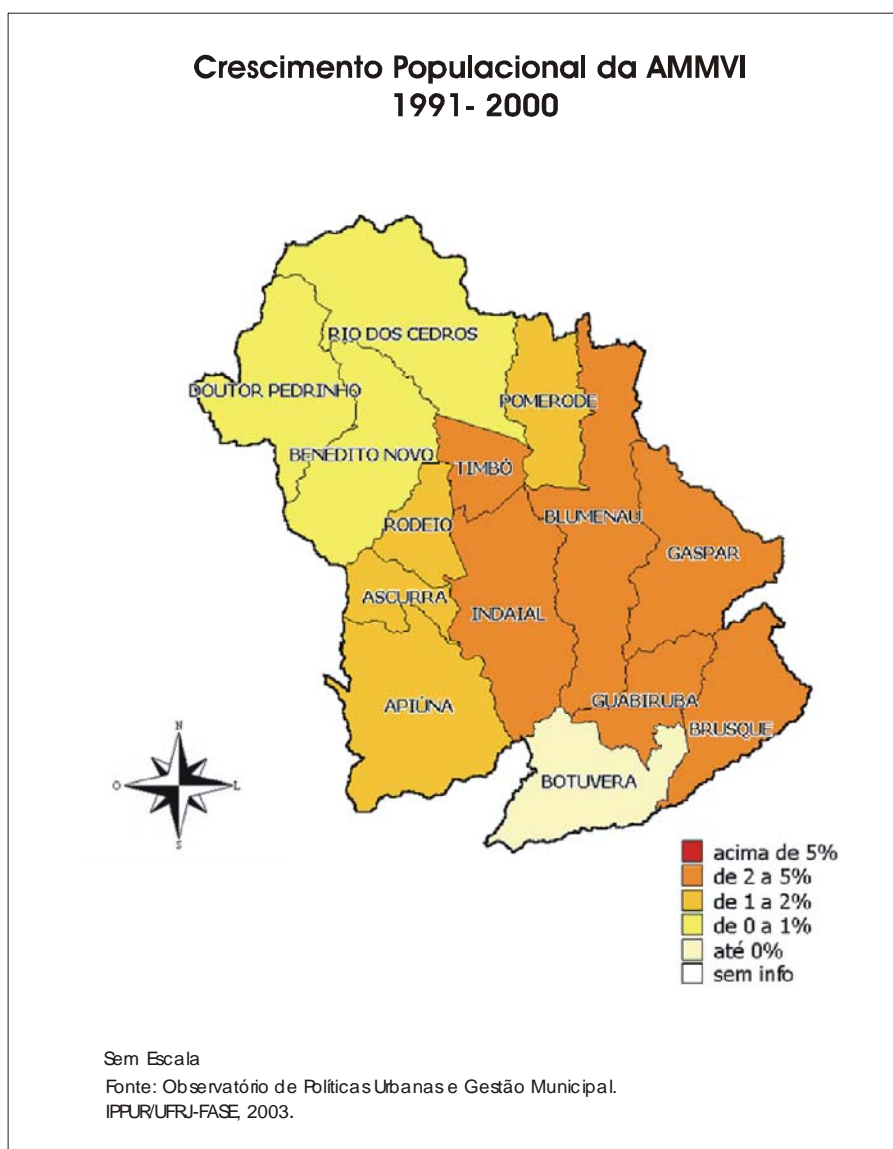 Crescimento Populacional da AMMVI
1991- 2000
RIO DOS CEDROS
DOUTOR PEDRINHO
POMERODE
BENEDITO NOVO
TIMBÓ
RODEIO
BLUMENAU
GASPAR
ASCURRA
INDAIAL
APIÚNA
GUABIRUBA
BRUSQUE
BOTUVERA
N
O
L
S
acima de 5%
de 2 a 5%
de 1 a 2%
de 0 a 1%
até 0%
sem info
Sem Escala
Fonte: Observatório de Políticas Urbanas e Gestão Municipal.
IPPUR/UFRJ-FASE, 2003.